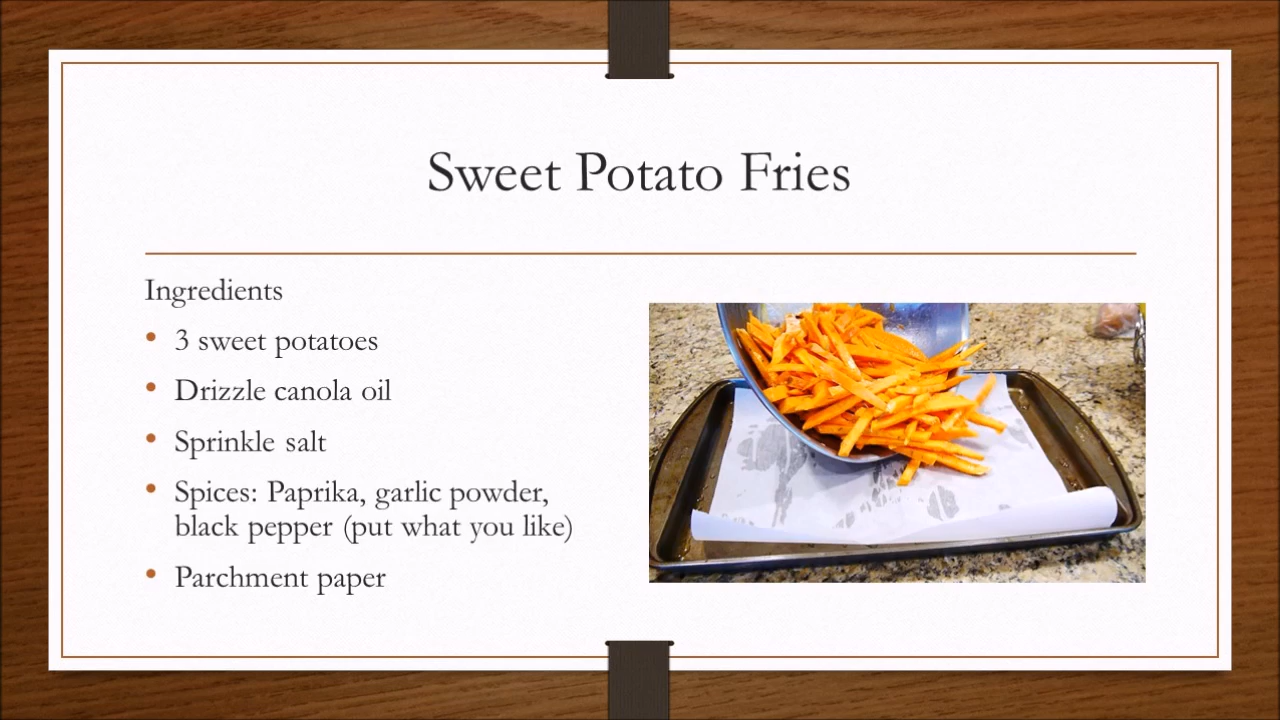 Sweet Potato Fries
Ingredients
• 3 sweet potatoes
• Drizzle canola oil
• Sprinkle salt
• Spices: Paprika, garlic powder,
black pepper (put what you like)
• Parchment paper